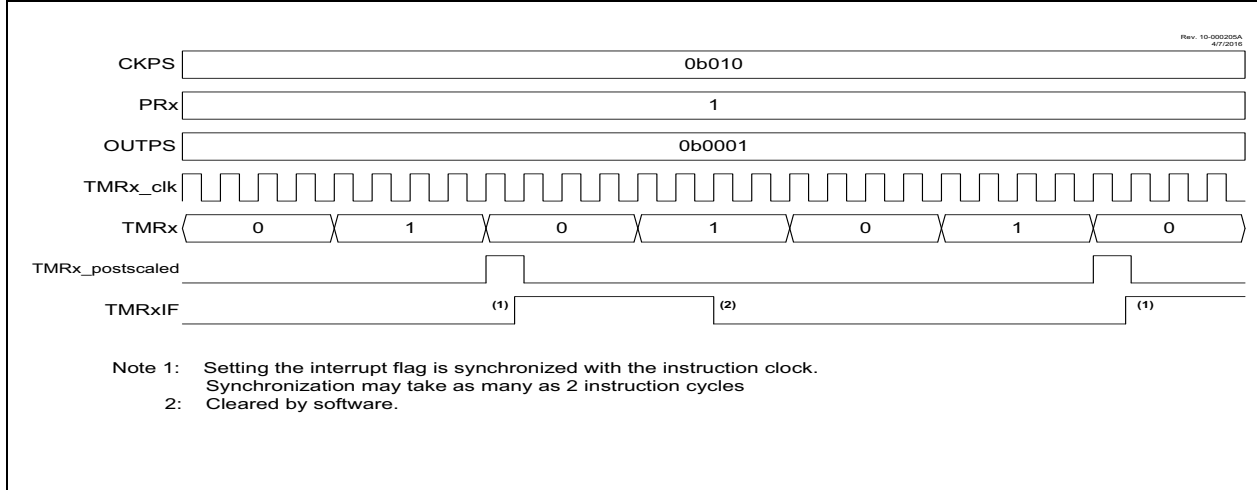 Rev. 10-000205A
4/7/2016
CKPS 0b010
PRx 1
OUTPS 0b0001
TMRx_clk
TMRx 0 1 0 1 0 1 0
TMRx_postscaled
TMRxIF (1) (2) (1)
Note 1: Setting the interrupt flag is synchronized with the instruction clock.
Synchronization may take as many as 2 instruction cycles
2: Cleared by software.